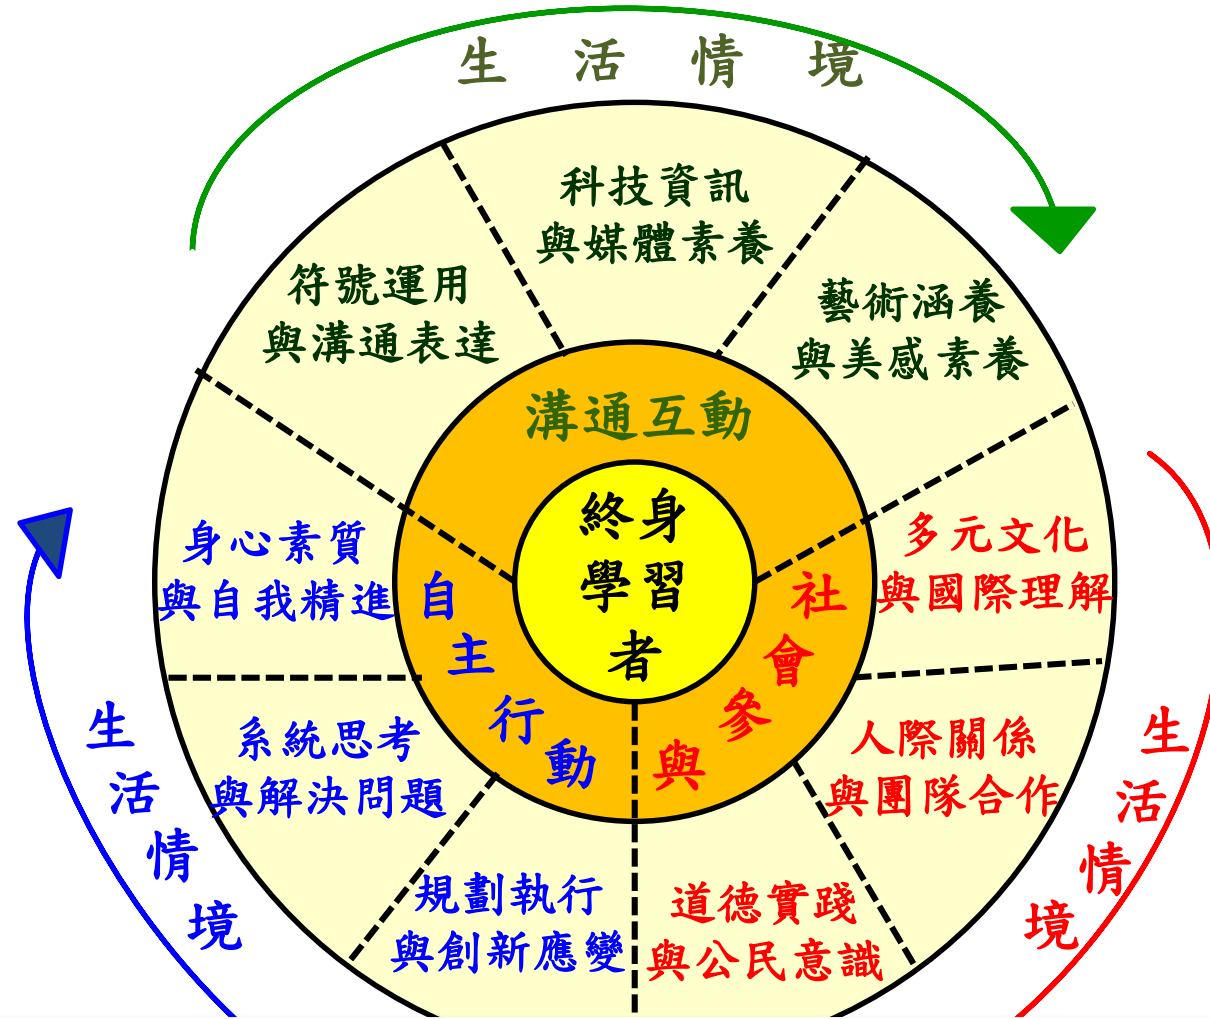 生活情境
科技資訊
與媒體素養
符號運用
與溝通表達
藝術涵養
與美感素養
溝通互動
終身
學習
者
身心素質
與自我精進
多元文化
與國際理解
自主行動
社會參與
系統思考
與解決問題
人際關係
與團隊合作
規劃執行
與創新應變
道德實踐
與公民意識
生活情境
生活情境